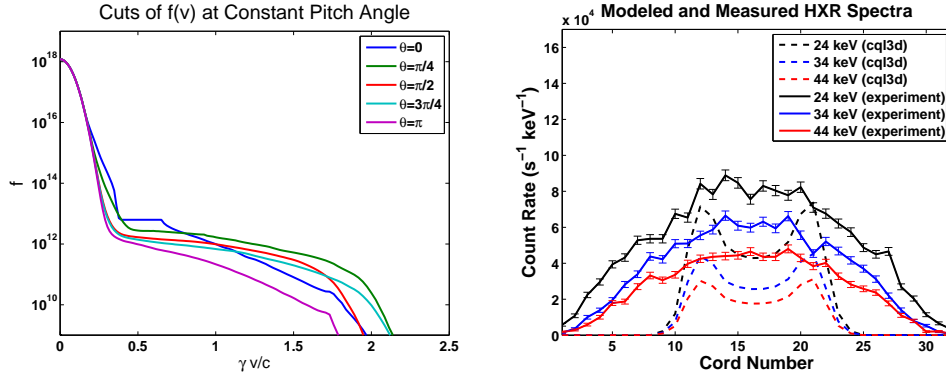 Cuts of f(v) at Constant Pitch Angle
θ=0
θ=π/4
θ=π/2
θ=3π/4
θ=π
10^18
10^16
10^14
10^12
10^10
f
0 0.5 1 1.5 2 2.5
γ v/c
Modeled and Measured HXR Spectra
x 10^4
24 keV (cql3d)
34 keV (cql3d)
44 keV (cql3d)
24 keV (experiment)
34 keV (experiment)
44 keV (experiment)
16
14
12
10
8
6
4
2
0
Count Rate (s^−1 keV^−1)
5 10 15 20 25 30
Cord Number